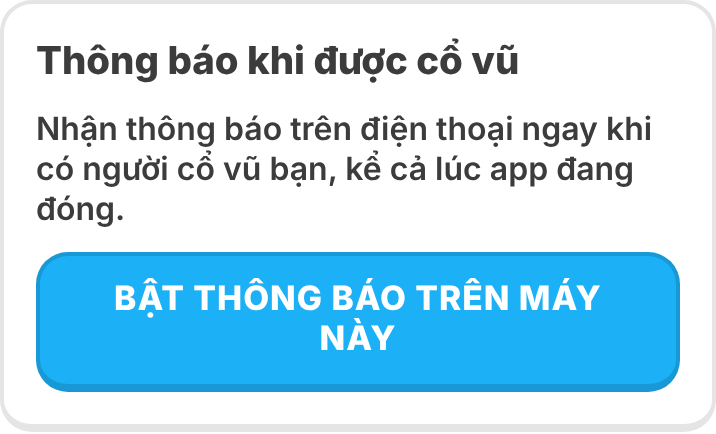 Thông báo khi được cổ vũ
Nhận thông báo trên điện thoại ngay khi
có người cổ vũ bạn, kể cả lúc app đang
đóng.
BẬT THÔNG BÁO TRÊN MÁY
NÀY